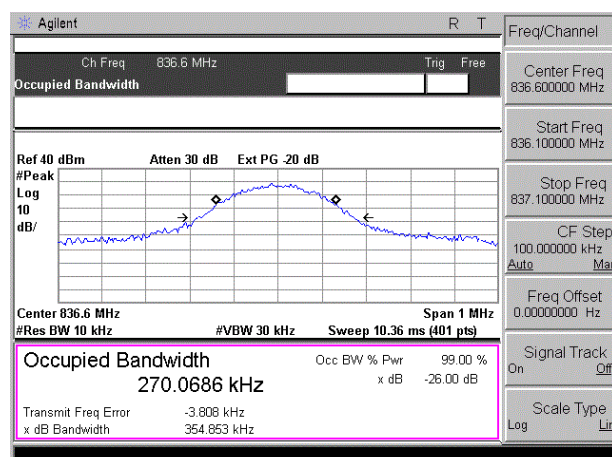 Agilent R T
Freq/Channel
Ch Freq 836.6 MHz Trig Free
Occupied Bandwidth
Center Freq
836.600000 MHz
Start Freq
836.100000 MHz
Ref 40 dBm Atten 30 dB Ext PG -20 dB
#Peak
Log
10
dB/
Stop Freq
837.100000 MHz
CF Step
100.000000 kHz
Auto Man
Center 836.6 MHz Span 1 MHz
#Res BW 10 kHz #VBW 30 kHz Sweep 10.36 ms (401 pts)
Freq Offset
0.00000000 Hz
Occupied Bandwidth Occ BW % Pwr 99.00 %
270.0686 kHz x dB -26.00 dB
Transmit Freq Error -3.808 kHz
x dB Bandwidth 354.853 kHz
Signal Track
On Off
Scale Type
Log Lin